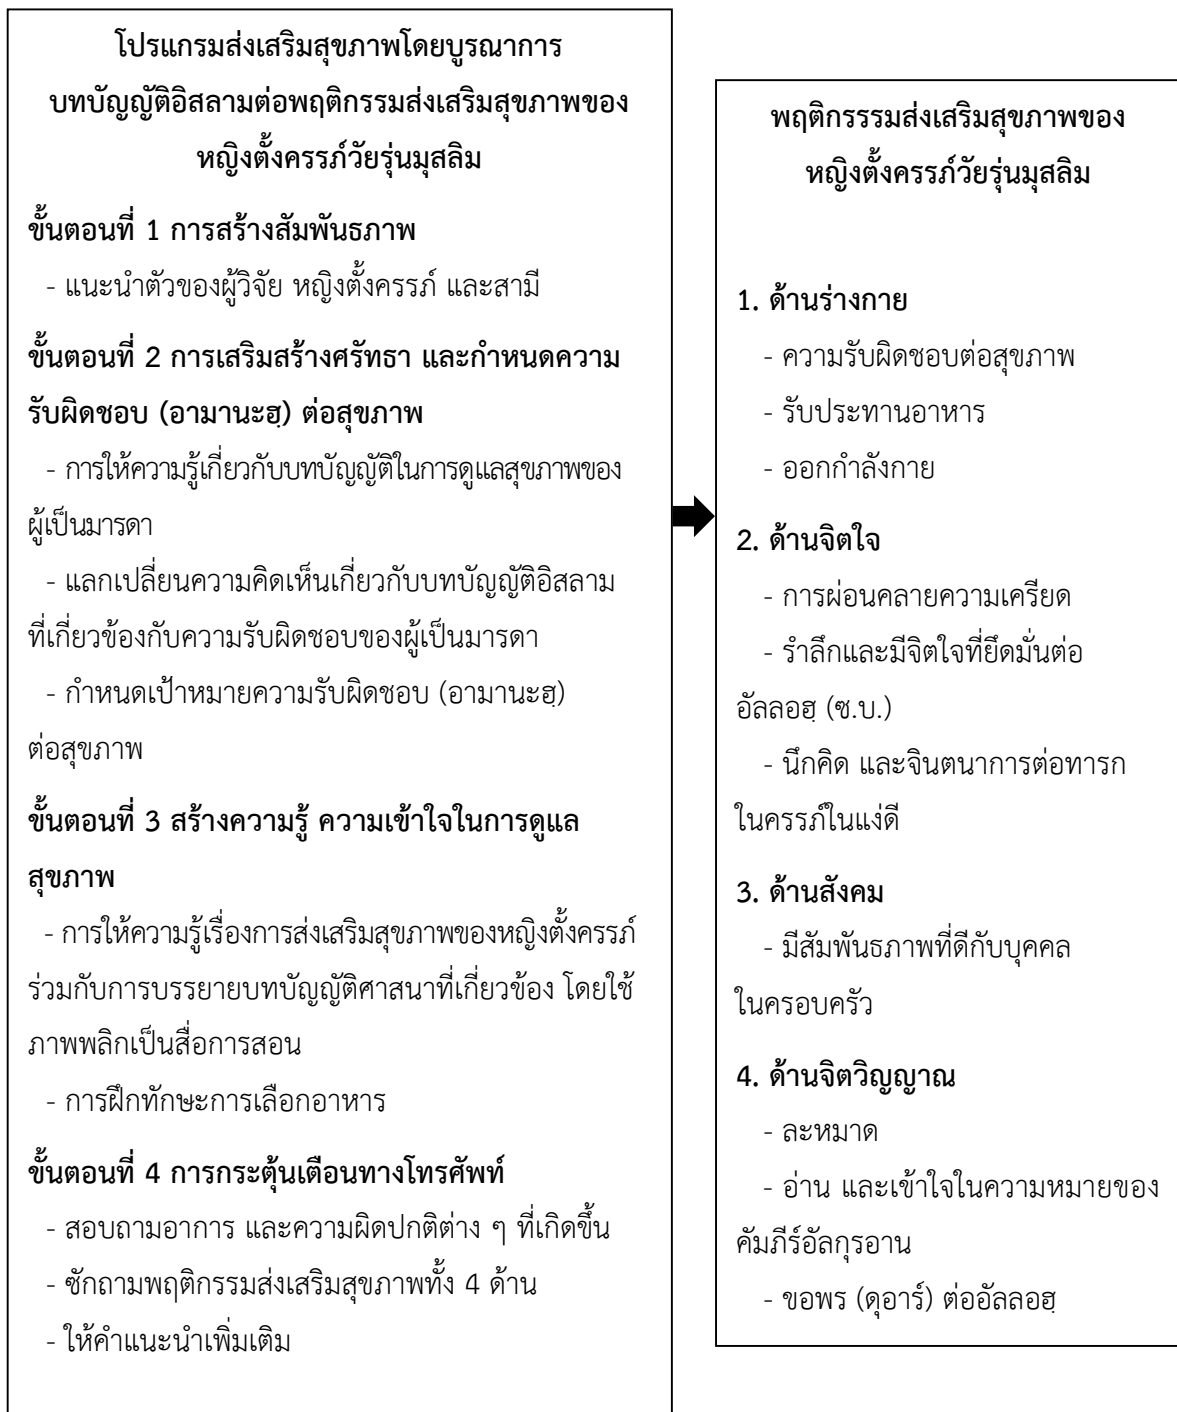 โปรแกรมส่งเสริมสุขภาพโดยบูรณาการ
บทบัญญัติอิสลามต่อพฤติกรรมส่งเสริมสุขภาพของ
หญิงตั้งครรภ์วัยรุ่นมุสลิม
ขั้นตอนที่ 1 การสร้างสัมพันธภาพ
- แนะนำตัวของผู้วิจัย หญิงตั้งครรภ์ และสามี
ขั้นตอนที่ 2 การเสริมสร้างศรัทธา และกำหนดความ
รับผิดชอบ (อามานะฮฺ) ต่อสุขภาพ
- การให้ความรู้เกี่ยวกับบทบัญญัติในการดูแลสุขภาพของ
ผู้เป็นมารดา
- แลกเปลี่ยนความคิดเห็นเกี่ยวกับบทบัญญัติอิสลาม
ที่เกี่ยวข้องกับความรับผิดชอบของผู้เป็นมารดา
- กำหนดเป้าหมายความรับผิดชอบ (อามานะฮฺ)
ต่อสุขภาพ
ขั้นตอนที่ 3 สร้างความรู้ ความเข้าใจในการดูแล
สุขภาพ
- การให้ความรู้เรื่องการส่งเสริมสุขภาพของหญิงตั้งครรภ์
ร่วมกับการบรรยายบทบัญญัติศาสนาที่เกี่ยวข้อง โดยใช้
ภาพพลิกเป็นสื่อการสอน
- การฝึกทักษะการเลือกอาหาร
ขั้นตอนที่ 4 การกระตุ้นเตือนทางโทรศัพท์
- สอบถามอาการ และความผิดปกติต่าง ๆ ที่เกิดขึ้น
- ซักถามพฤติกรรมส่งเสริมสุขภาพทั้ง 4 ด้าน
- ให้คำแนะนำเพิ่มเติม
พฤติกรรรมส่งเสริมสุขภาพของ
หญิงตั้งครรภ์วัยรุ่นมุสลิม
1. ด้านร่างกาย
- ความรับผิดชอบต่อสุขภาพ
- รับประทานอาหาร
- ออกกำลังกาย
2. ด้านจิตใจ
- การผ่อนคลายความเครียด
- รำลึกและมีจิตใจที่ยึดมั่นต่อ
อัลลอฮฺ (ซ.บ.)
- นึกคิด และจินตนาการต่อทารก
ในครรภ์ในแง่ดี
3. ด้านสังคม
- มีสัมพันธภาพที่ดีกับบุคคล
ในครอบครัว
4. ด้านจิตวิญญาณ
- ละหมาด
- อ่าน และเข้าใจในความหมายของ
คัมภีร์อัลกุรอาน
- ขอพร (ดุอาร์) ต่ออัลลอฮฺ